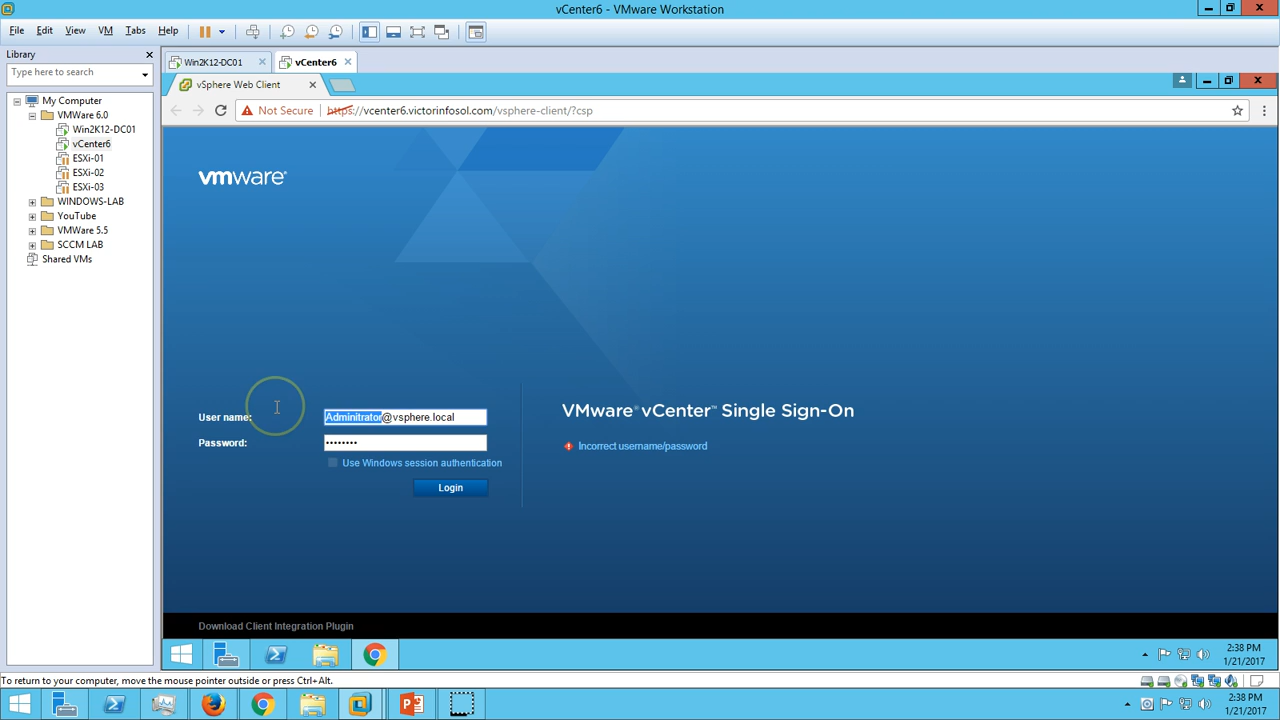 vCenter6 - VMware Workstation
File Edit View VM Tabs Help
Library
Type here to search
My Computer
VMWare 6.0
Win2K12-DC01
vCenter6
ESXi-01
ESXi-02
ESXi-03
WINDOWS-LAB
YouTube
VMWare 5.5
SCCM LAB
Shared VMs
Win2K12-DC01 vCenter6
vSphere Web Client
Not Secure https://vcenter6.victorinfosol.com/vsphere-client/?csp
vmware®
User name: Adminitrator@vsphere.local
Password: ••••••••
Use Windows session authentication
Login
VMware® vCenter™ Single Sign-On
Incorrect username/password
Download Client Integration Plugin
2:38 PM
1/21/2017
To return to your computer, move the mouse pointer outside or press Ctrl+Alt.
2:38 PM
1/21/2017